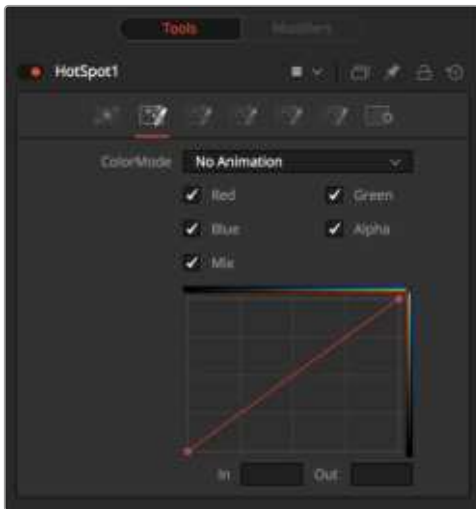 Tools Modifiers
HotSpot1
ColorMode No Animation
Red Green
Blue Alpha
Mix
In Out